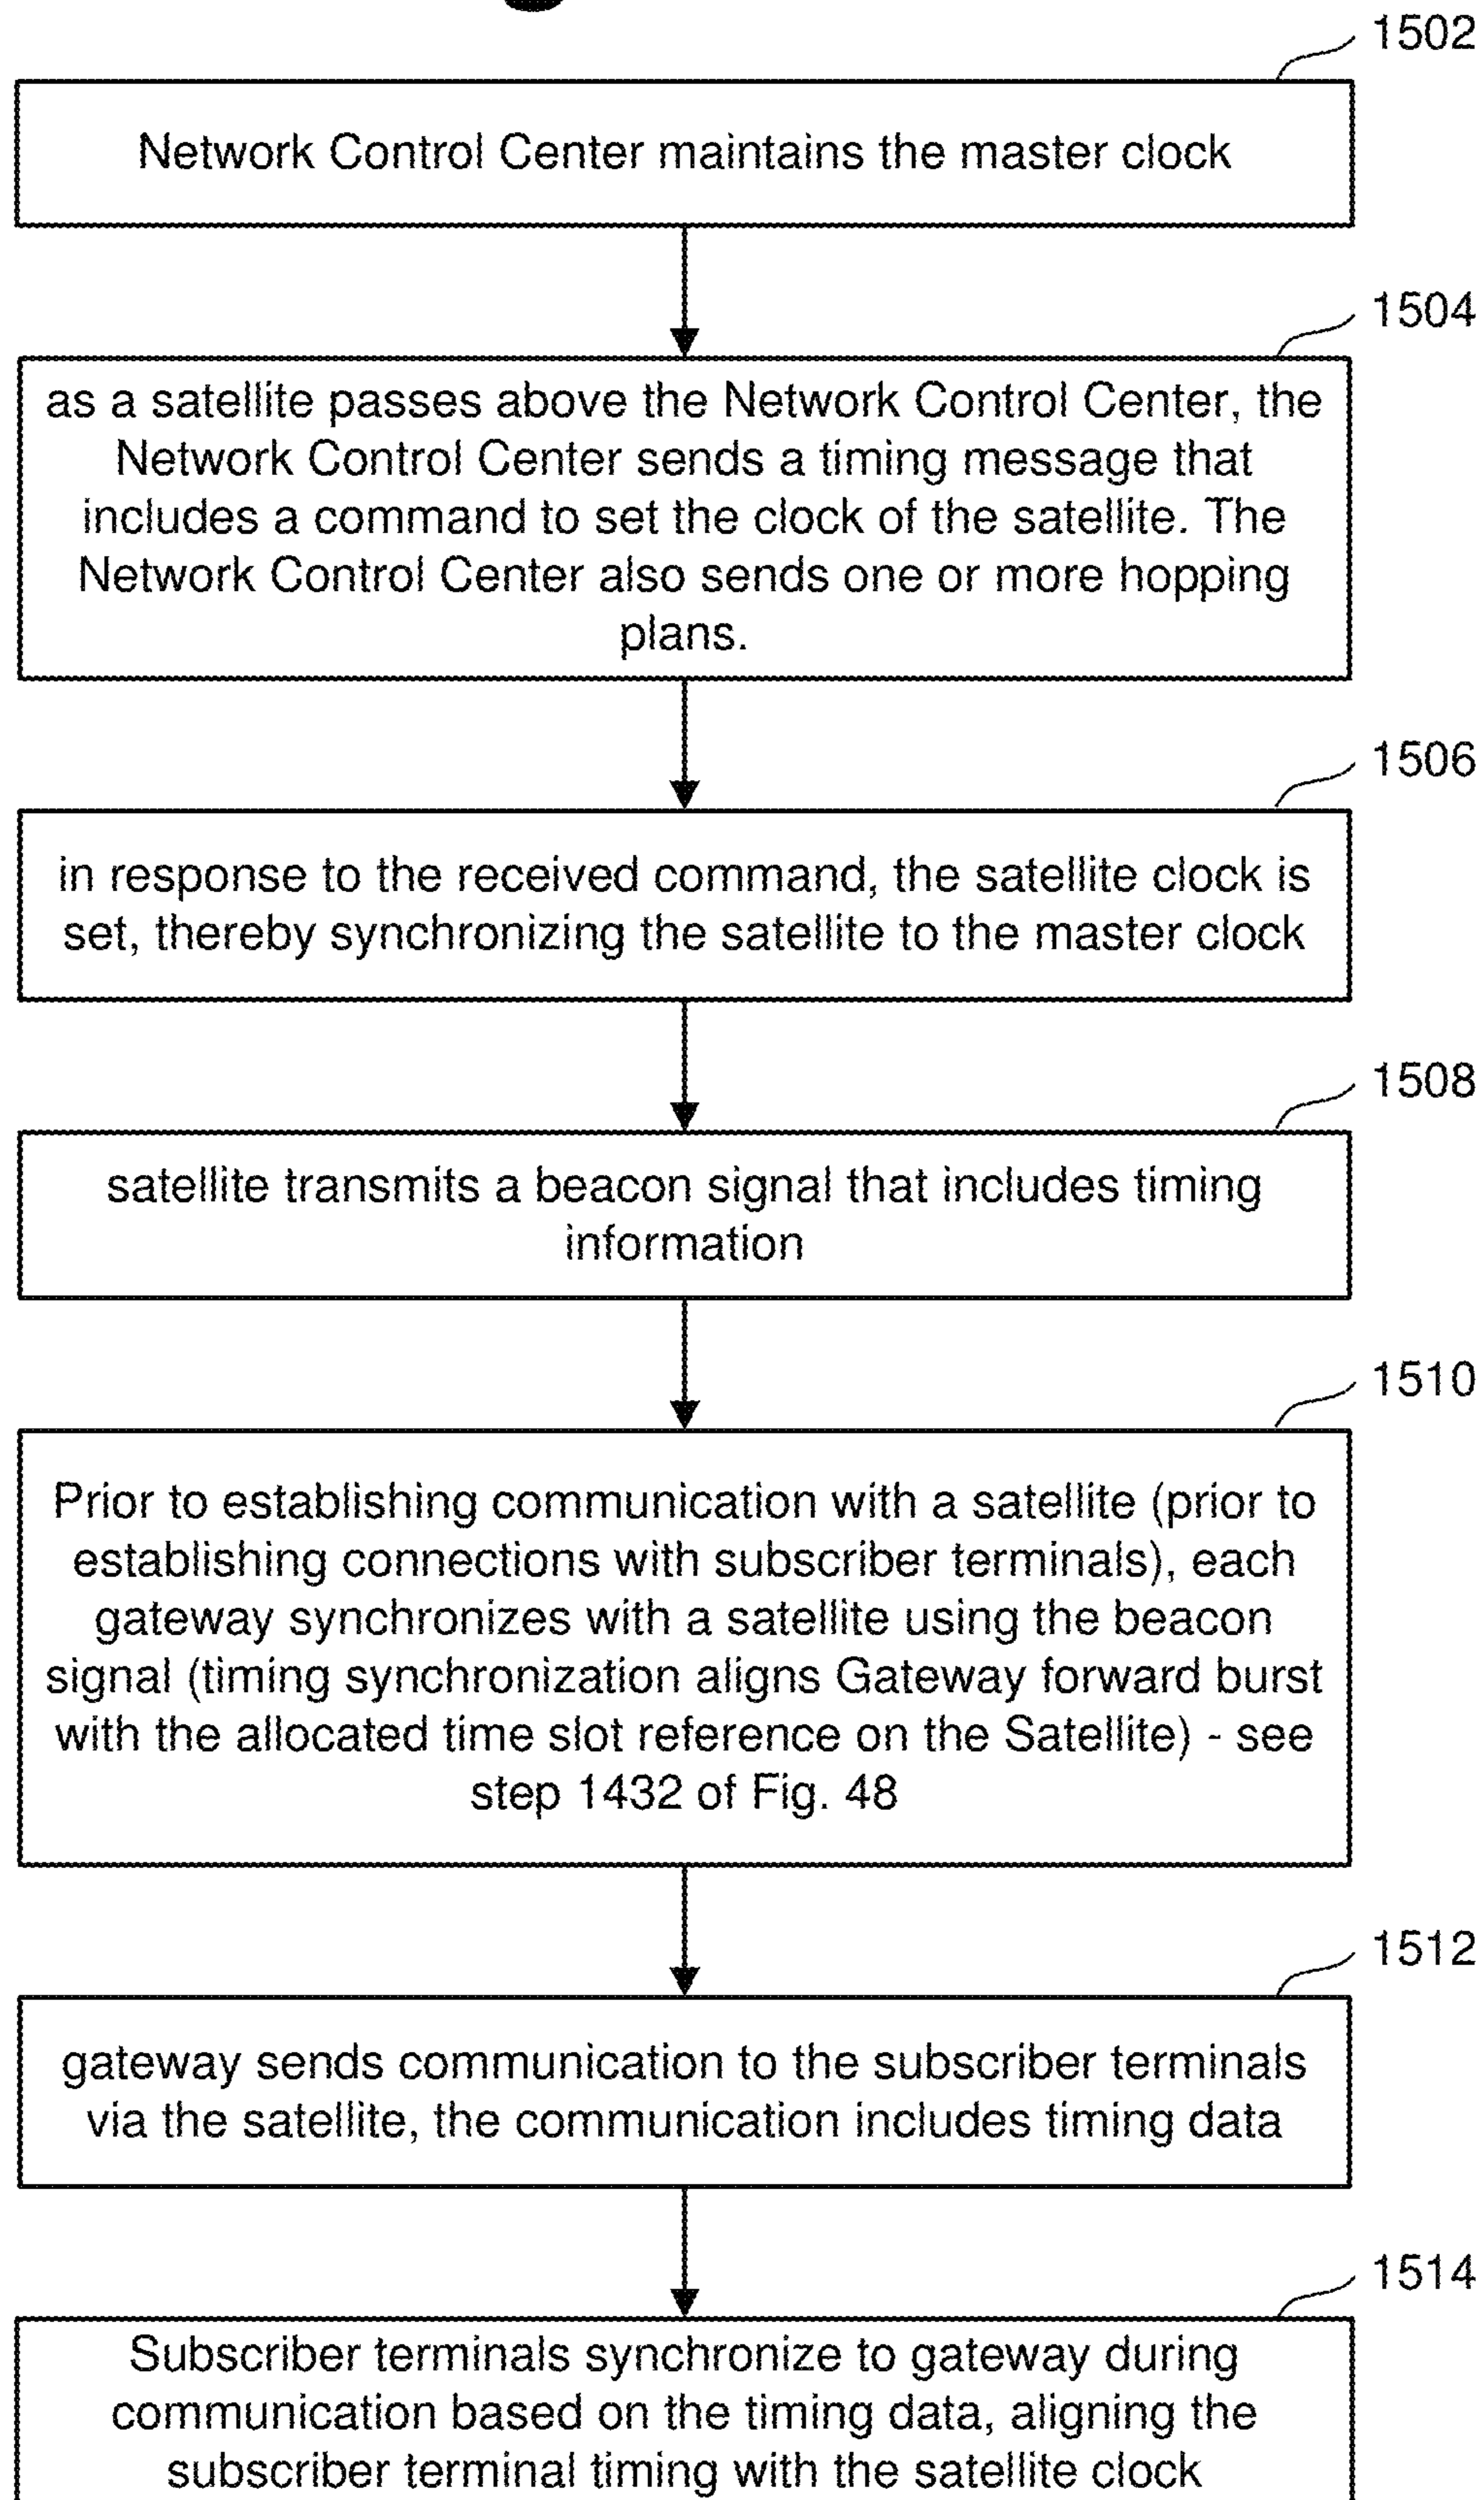 1502
Network Control Center maintains the master clock
1504
as a satellite passes above the Network Control Center, the
Network Control Center sends a timing message that
includes a command to set the clock of the satellite. The
Network Control Center also sends one or more hopping
plans.
1506
in response to the received command, the satellite clock is
set, thereby synchronizing the satellite to the master clock
1508
satellite transmits a beacon signal that includes timing
information
1510
Prior to establishing communication with a satellite (prior to
establishing connections with subscriber terminals), each
gateway synchronizes with a satellite using the beacon
signal (timing synchronization aligns Gateway forward burst
with the allocated time slot reference on the Satellite) - see
step 1432 of Fig. 48
1512
gateway sends communication to the subscriber terminals
via the satellite, the communication includes timing data
1514
Subscriber terminals synchronize to gateway during
communication based on the timing data, aligning the
subscriber terminal timing with the satellite clock